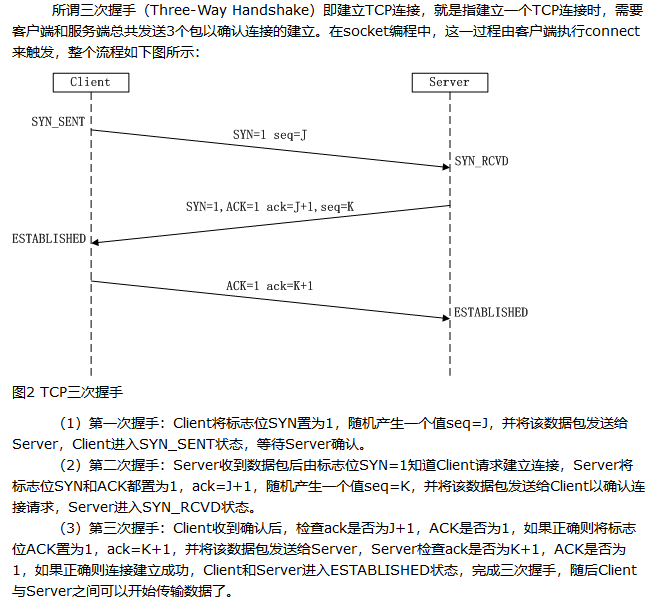 所谓三次握手（Three-Way Handshake）即建立TCP连接，就是指建立一个TCP连接时，需要
客户端和服务端总共发送3个包以确认连接的建立。在socket编程中，这一过程由客户端执行connect
来触发，整个流程如下图所示：
Client
Server
SYN_SENT
SYN=1 seq=J
SYN_RCVD
SYN=1,ACK=1 ack=J+1,seq=K
ESTABLISHED
ACK=1 ack=K+1
ESTABLISHED
图2 TCP三次握手
（1）第一次握手：Client将标志位SYN置为1，随机产生一个值seq=J，并将该数据包发送给
Server，Client进入SYN_SENT状态，等待Server确认。
（2）第二次握手：Server收到数据包后由标志位SYN=1知道Client请求建立连接，Server将
标志位SYN和ACK都置为1，ack=J+1，随机产生一个值seq=K，并将该数据包发送给Client以确认连
接请求，Server进入SYN_RCVD状态。
（3）第三次握手：Client收到确认后，检查ack是否为J+1，ACK是否为1，如果正确则将标志
位ACK置为1，ack=K+1，并将该数据包发送给Server，Server检查ack是否为K+1，ACK是否为
1，如果正确则连接建立成功，Client和Server进入ESTABLISHED状态，完成三次握手，随后Client
与Server之间可以开始传输数据了。